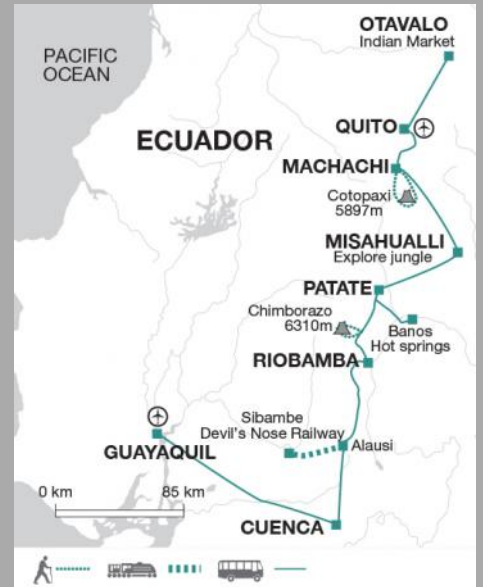 OTAVALO
Indian Market
PACIFIC
OCEAN
QUITO
ECUADOR
MACHACHI
Cotopaxi
5897m
MISAHUALLI
Explore jungle
PATATE
Chimborazo
6310m
Banos
Hot springs
RIOBAMBA
Sibambe
Devil's Nose Railway
Alausi
GUAYAQUIL
0 km 85 km
CUENCA